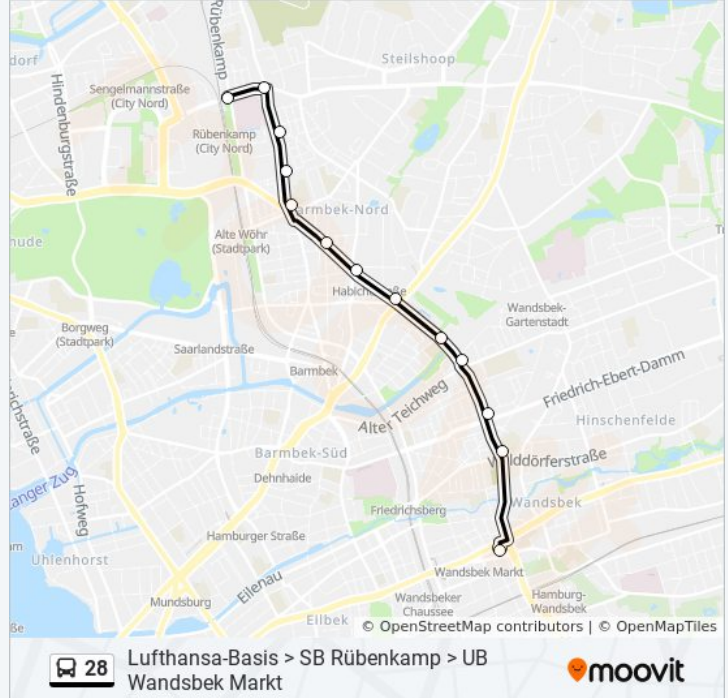 Rübenkamp
Steilshoop
dorf
Sengelmannstraße
(City Nord)
Hindenburgstraße
Rübenkamp
(City Nord)
armbek-Nord
Alte Wöhr
(Stadtpark)
Habich
aße
Wandsbek-
Gartenstadt
Borgweg
(Stadtpark)
Saarlandstraße
Barmbek
Friedrich-Ebert-Damm
Alter Teichweg
Hinschenfelde
Barmbek-Süd
Dehnhaide
Walddörferstraße
Wandsbek
Hofweg
Friedrichsberg
Hamburger Straße
Uhlenhorst
Eilenau
Wandsbek Markt
Mundsburg
Wandsbeker
Chaussee
Hamburg-
Wandsbek
Eilbek
© OpenStreetMap contributors | © OpenMapTiles
28
Lufthansa-Basis > SB Rübenkamp > UB
Wandsbek Markt
moovit